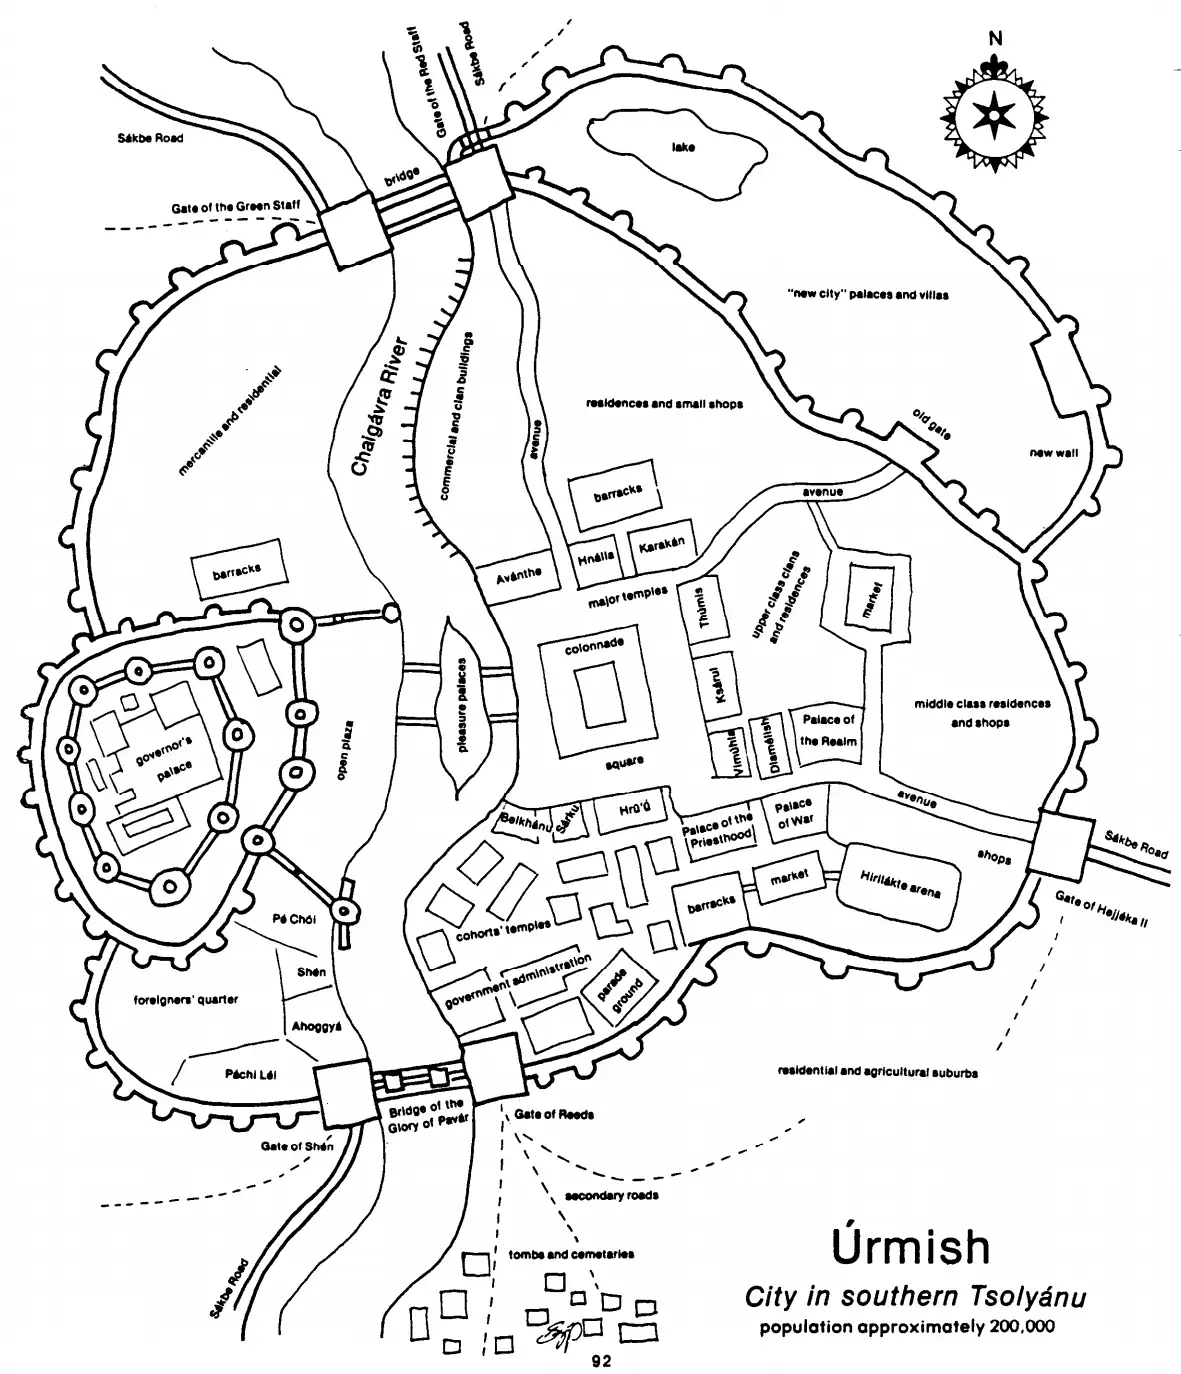 N
Gate of the Red Staff
Sákbe Road
Sákbe Road
bridge
lake
Gate of the Green Staff
"new city" palaces and villas
Chaigávra River
mercantile and residential
commercial and clan buildings
avenue
residences and small shops
old gate
new wall
barracks
avenue
barracks
Avánthe
Hnálla
Karakán
major temples
Thúmis
upper class clans
and residences
market
colonnade
pleasure palaces
Ksárul
middle class residences
and shops
open plaza
governor's
palace
square
Vimúhla
Diamélish
Palace of
the Realm
Belkhánu
Sárku
Hrü'ǘ
Palace of the
Priesthood
Palace
of War
avenue
shops
Sákbe Road
Gate of Hejjéka II
barracks
market
Hirilákte arena
Pé Chói
cohorts' temples
Shén
foreigners' quarter
Ahoggyá
government administration
parade
ground
Páchi Léi
residential and agricultural suburbs
Bridge of the
Glory of Pavár
Gate of Reeds
Gate of Shén
secondary roads
Sákbe Road
tombs and cemetaries
Úrmish
City in southern Tsolyánu
population approximately 200,000
92